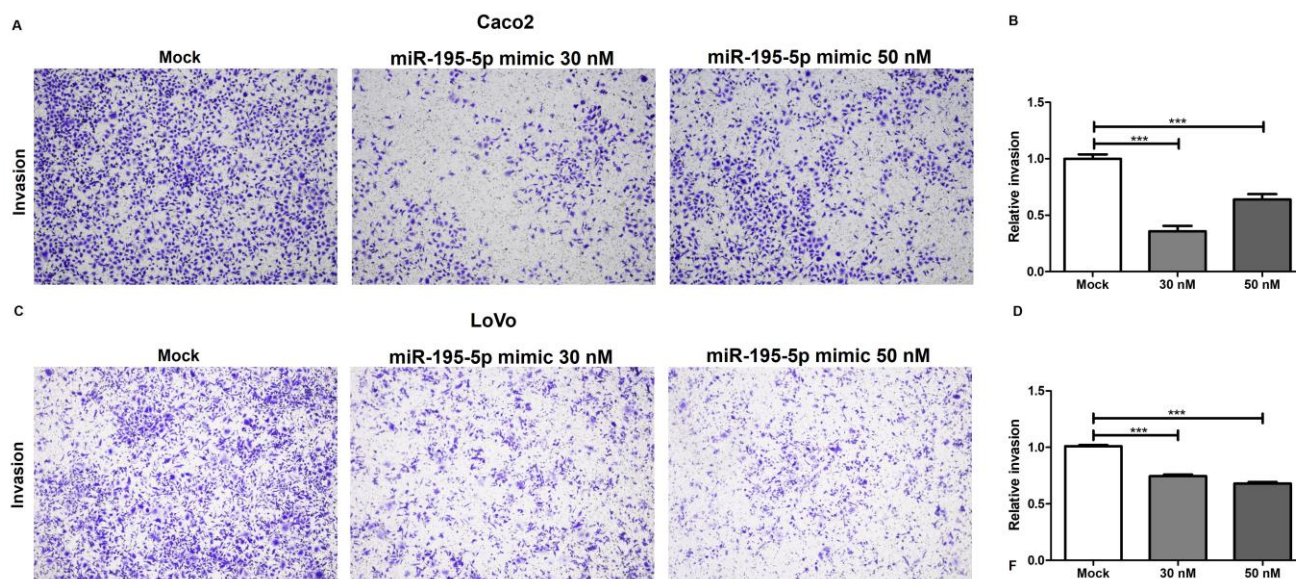 A
Caco2
Mock
miR-195-5p mimic 30 nM
miR-195-5p mimic 50 nM
Invasion
B
Relative invasion
1.5
1.0
0.5
0.0
***
***
Mock
30 nM
50 nM
C
LoVo
Mock
miR-195-5p mimic 30 nM
miR-195-5p mimic 50 nM
Invasion
D
Relative invasion
1.5
1.0
0.5
0.0
***
***
F
Mock
30 nM
50 nM